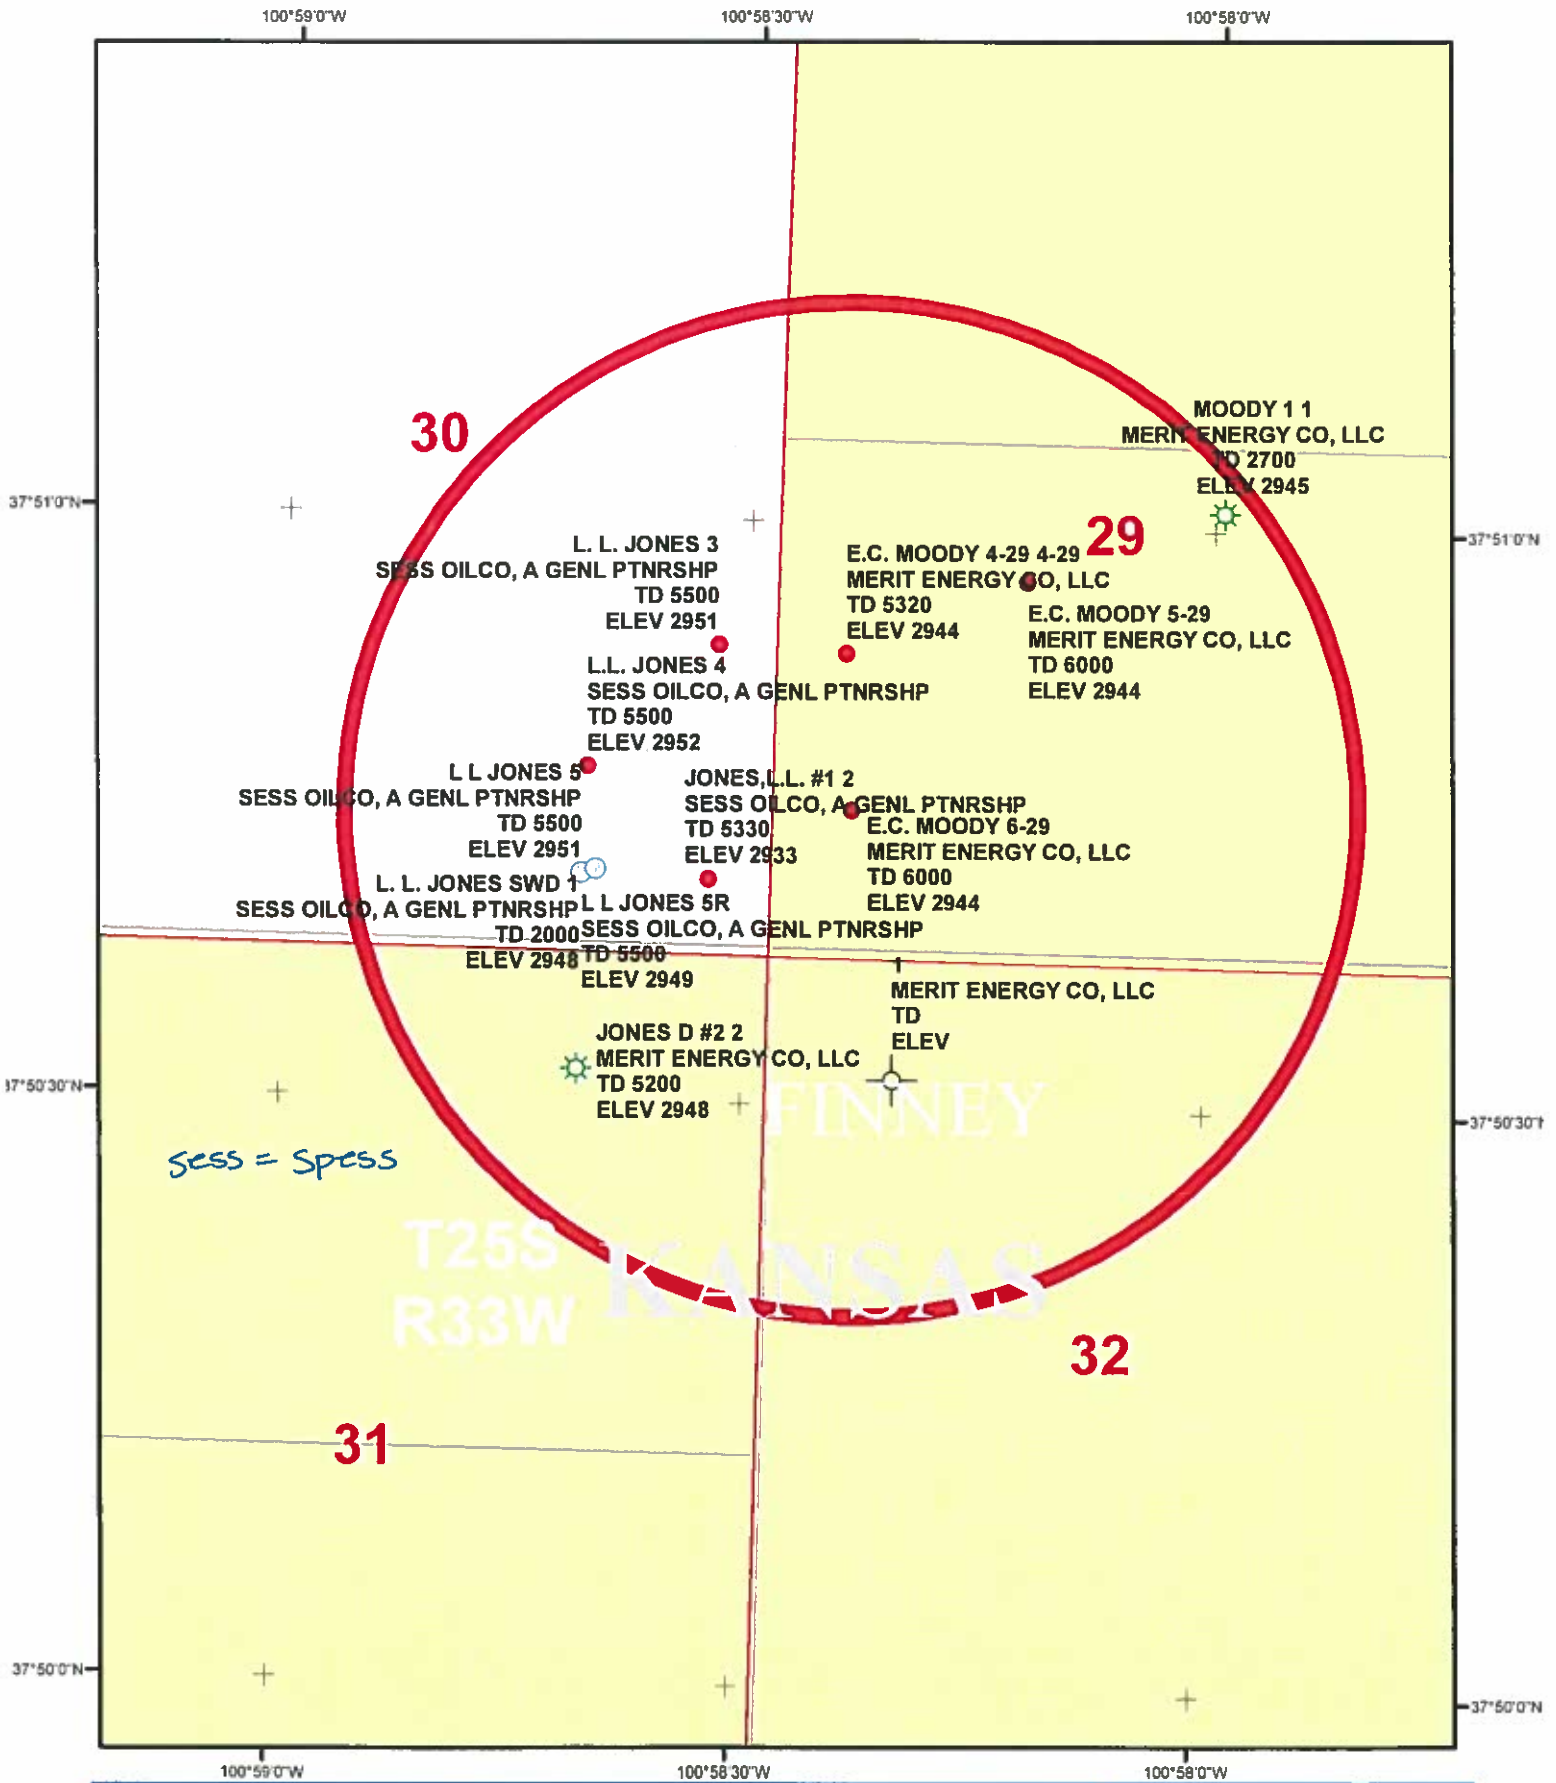 100°59'0"W
100°58'30"W
100°58'0"W
30
MOODY 1 1
MERIT ENERGY CO, LLC
TD 2700
ELEV 2945
37°51'0"N
37°51'0"N
29
L. L. JONES 3
SESS OILCO, A GENL PTNRSHP
TD 5500
ELEV 2951
E.C. MOODY 4-29 4-29
MERIT ENERGY CO, LLC
TD 5320
ELEV 2944
E.C. MOODY 5-29
MERIT ENERGY CO, LLC
TD 6000
ELEV 2944
L.L. JONES 4
SESS OILCO, A GENL PTNRSHP
TD 5500
ELEV 2952
L L JONES 5
SESS OILCO, A GENL PTNRSHP
TD 5500
ELEV 2951
JONES,L.L. #1 2
SESS OILCO, A GENL PTNRSHP
TD 5330
ELEV 2933
E.C. MOODY 6-29
MERIT ENERGY CO, LLC
TD 6000
ELEV 2944
L. L. JONES SWD 1
SESS OILCO, A GENL PTNRSHP
TD 2000
ELEV 2948
L L JONES 5R
SESS OILCO, A GENL PTNRSHP
TD 5500
ELEV 2949
1
MERIT ENERGY CO, LLC
TD
ELEV
JONES D #2 2
MERIT ENERGY CO, LLC
TD 5200
ELEV 2948
37°50'30"N
37°50'30"N
FINNEY
sess = spess
T25S
R33W
KANSAS
32
31
37°50'0"N
37°50'0"N
100°59'0"W
100°58'30"W
100°58'0"W